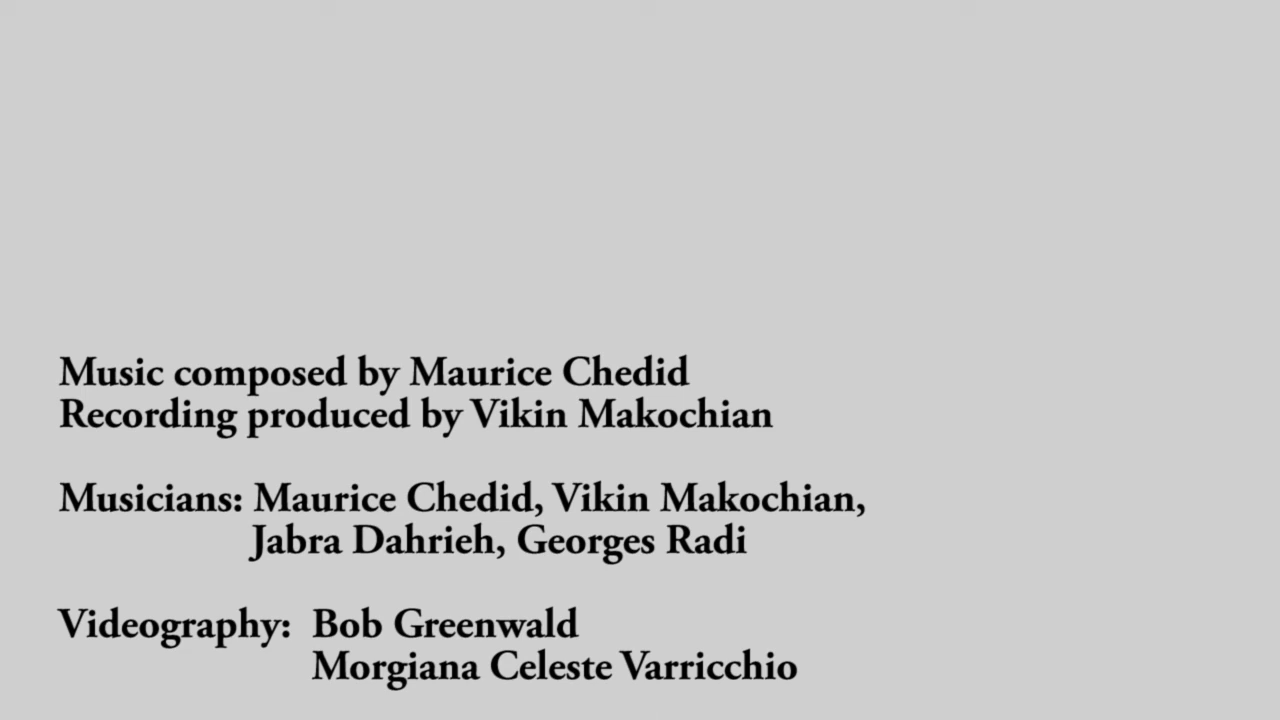 Music composed by Maurice Chedid
Recording produced by Vikin Makochian
Musicians: Maurice Chedid, Vikin Makochian,
Jabra Dahrieh, Georges Radi
Videography: Bob Greenwald
Morgiana Celeste Varricchio